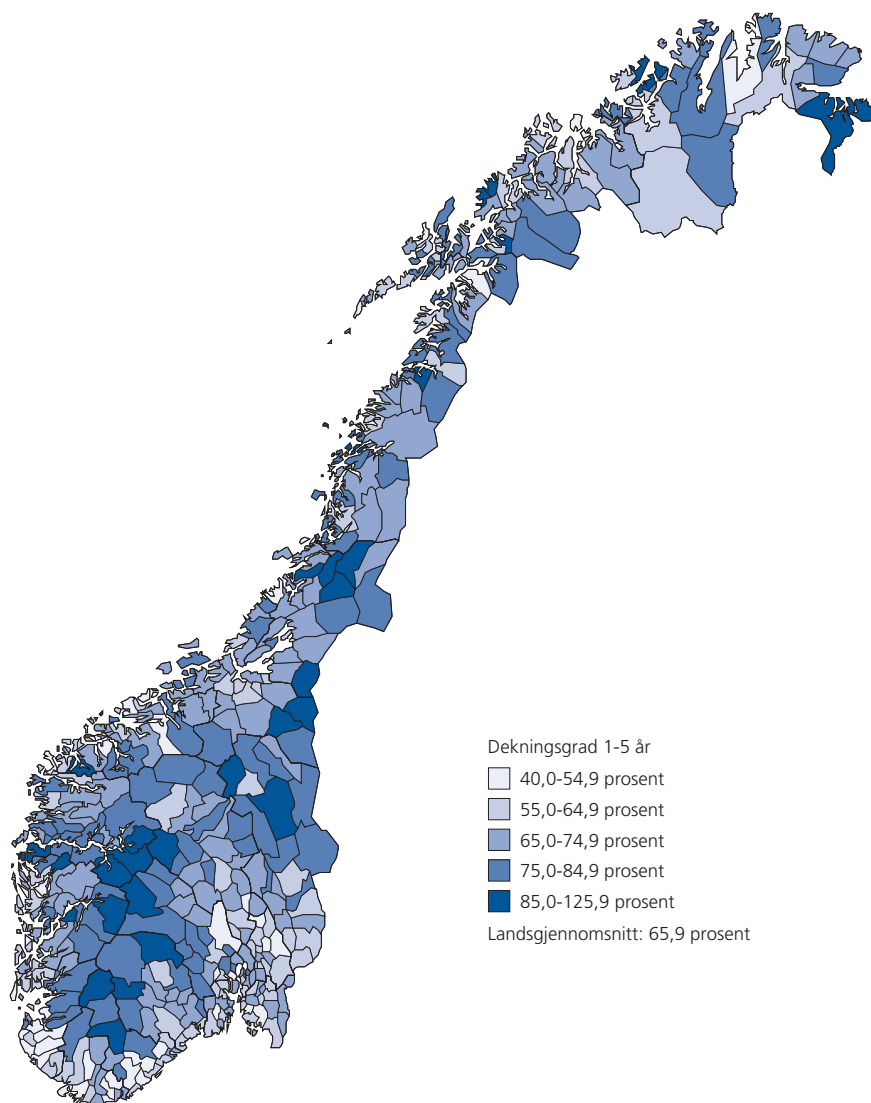 Dekningsgrad 1-5 år
40,0-54,9 prosent
55,0-64,9 prosent
65,0-74,9 prosent
75,0-84,9 prosent
85,0-125,9 prosent
Landsgjennomsnitt: 65,9 prosent